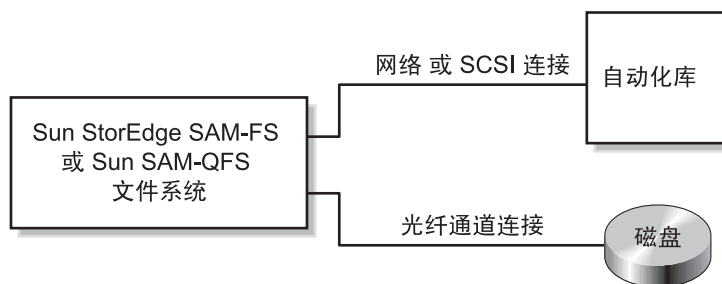 网络 或 SCSI 连接
自动化库
Sun StorEdge SAM-FS
或 Sun SAM-QFS
文件系统
光纤通道连接
磁盘